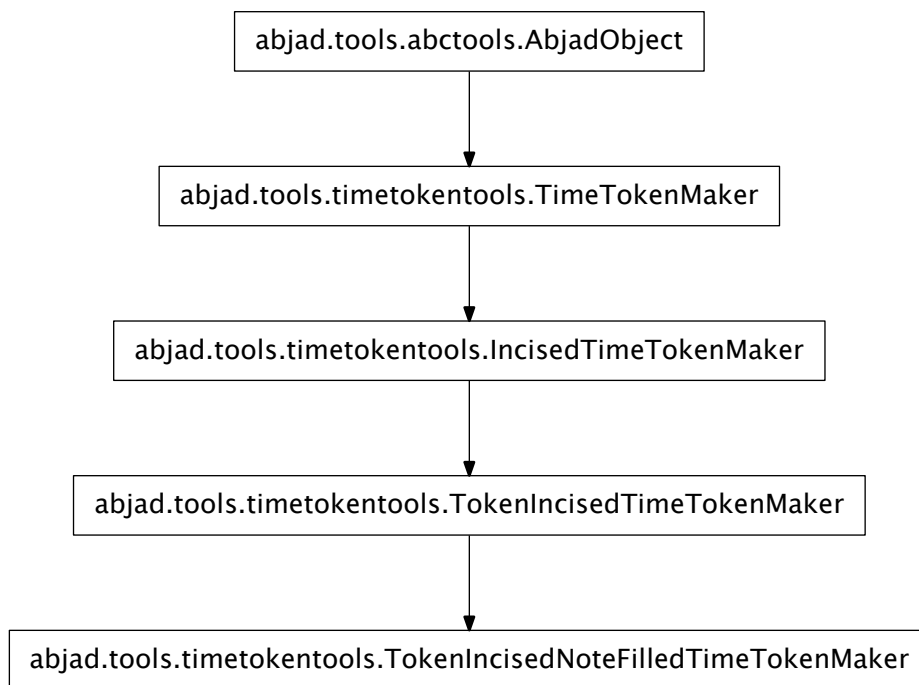 abjad.tools.abctools.AbjadObject
abjad.tools.timetokentools.TimeTokenMaker
abjad.tools.timetokentools.IncisedTimeTokenMaker
abjad.tools.timetokentools.TokenIncisedTimeTokenMaker
abjad.tools.timetokentools.TokenIncisedNoteFilledTimeTokenMaker